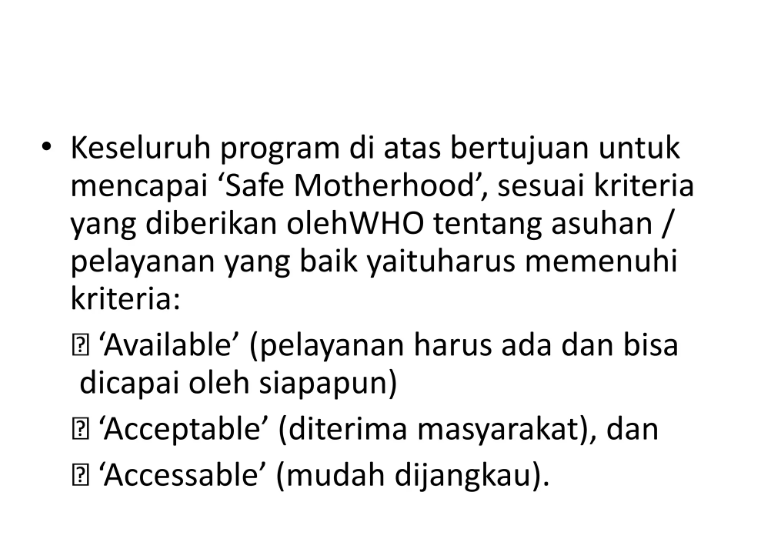 • Keseluruh program di atas bertujuan untuk
mencapai ‘Safe Motherhood’, sesuai kriteria
yang diberikan olehWHO tentang asuhan /
pelayanan yang baik yaituharus memenuhi
kriteria:
⍰ ‘Available’ (pelayanan harus ada dan bisa
dicapai oleh siapapun)
⍰ ‘Acceptable’ (diterima masyarakat), dan
⍰ ‘Accessable’ (mudah dijangkau).